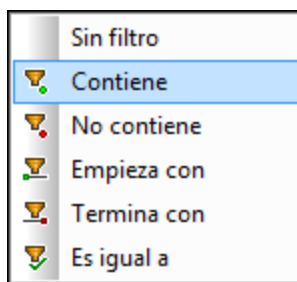 Sin filtro
Contiene
No contiene
Empieza con
Termina con
Es igual a